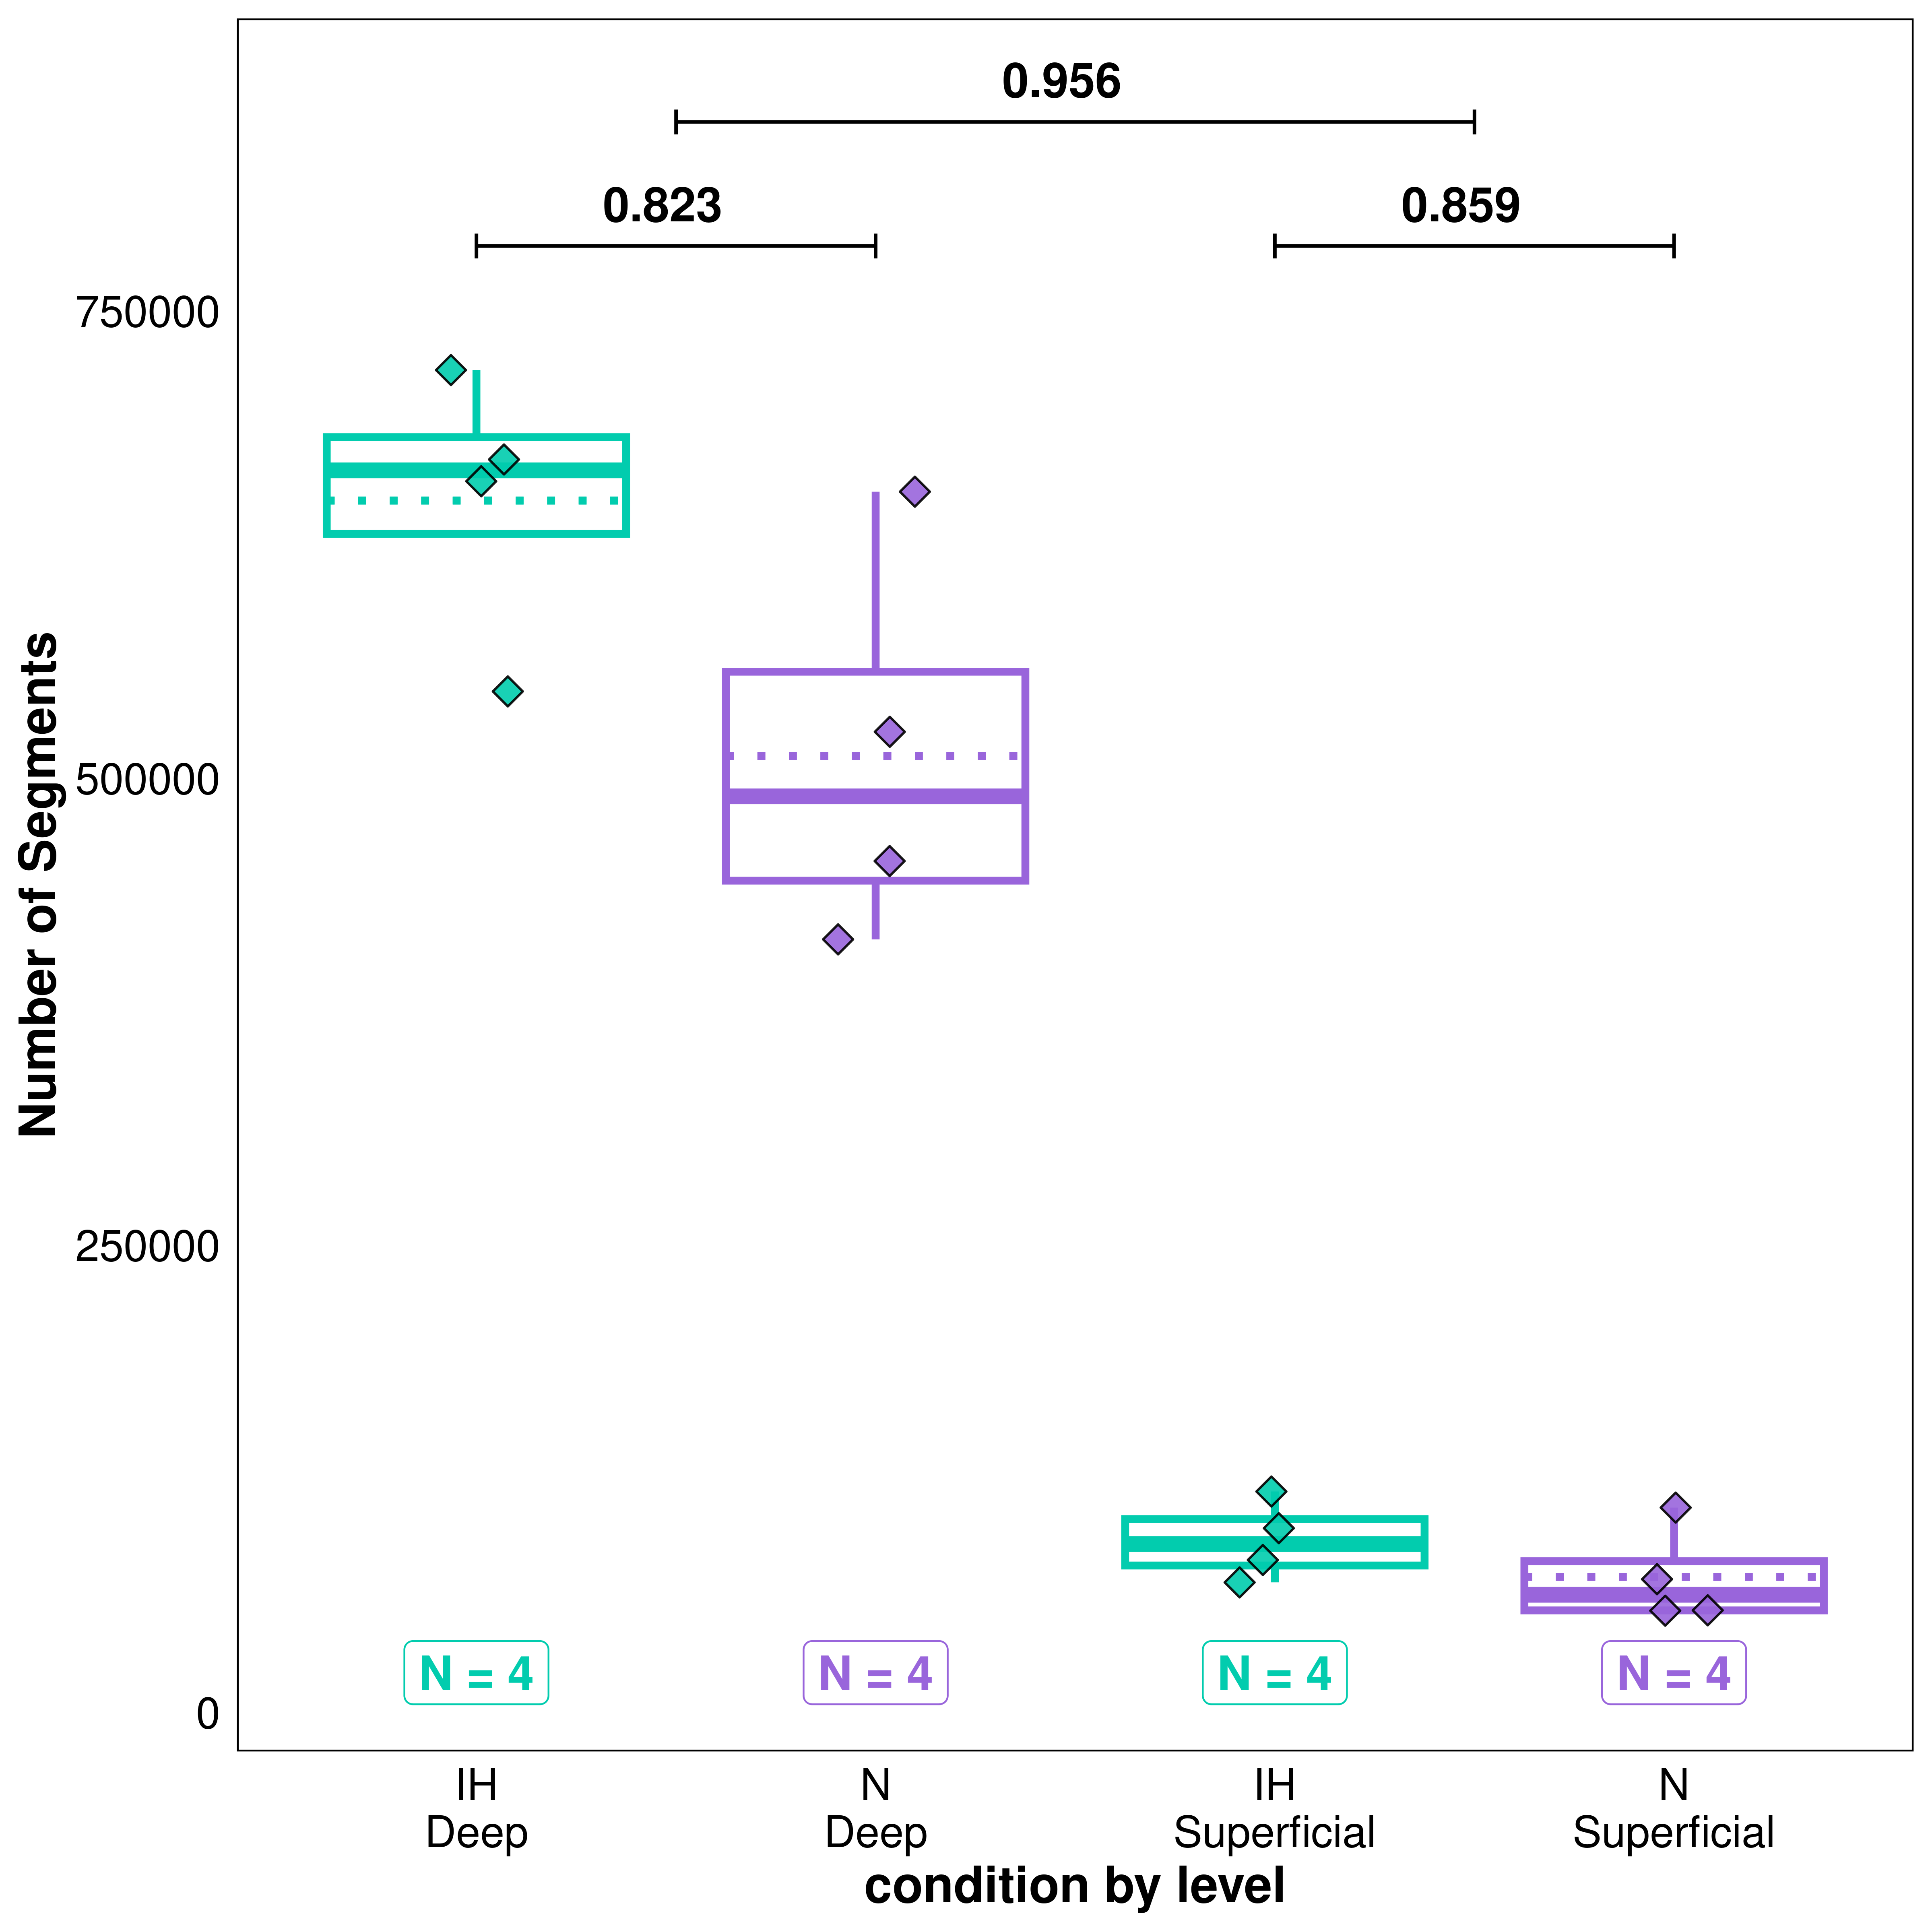 0.956
0.823
0.859
750000
500000
250000
0
Number of Segments
N = 4
N = 4
N = 4
N = 4
IH
Deep
N
Deep
IH
Superficial
N
Superficial
condition by level